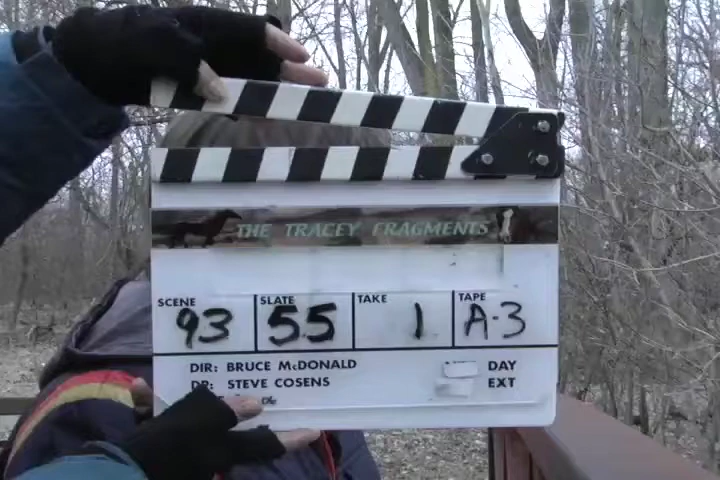 THE TRACEY FRAGMENTS
SCENE SLATE TAKE TAPE
93 55 1 A-3
DIR: BRUCE McDONALD DAY
DP: STEVE COSENS EXT